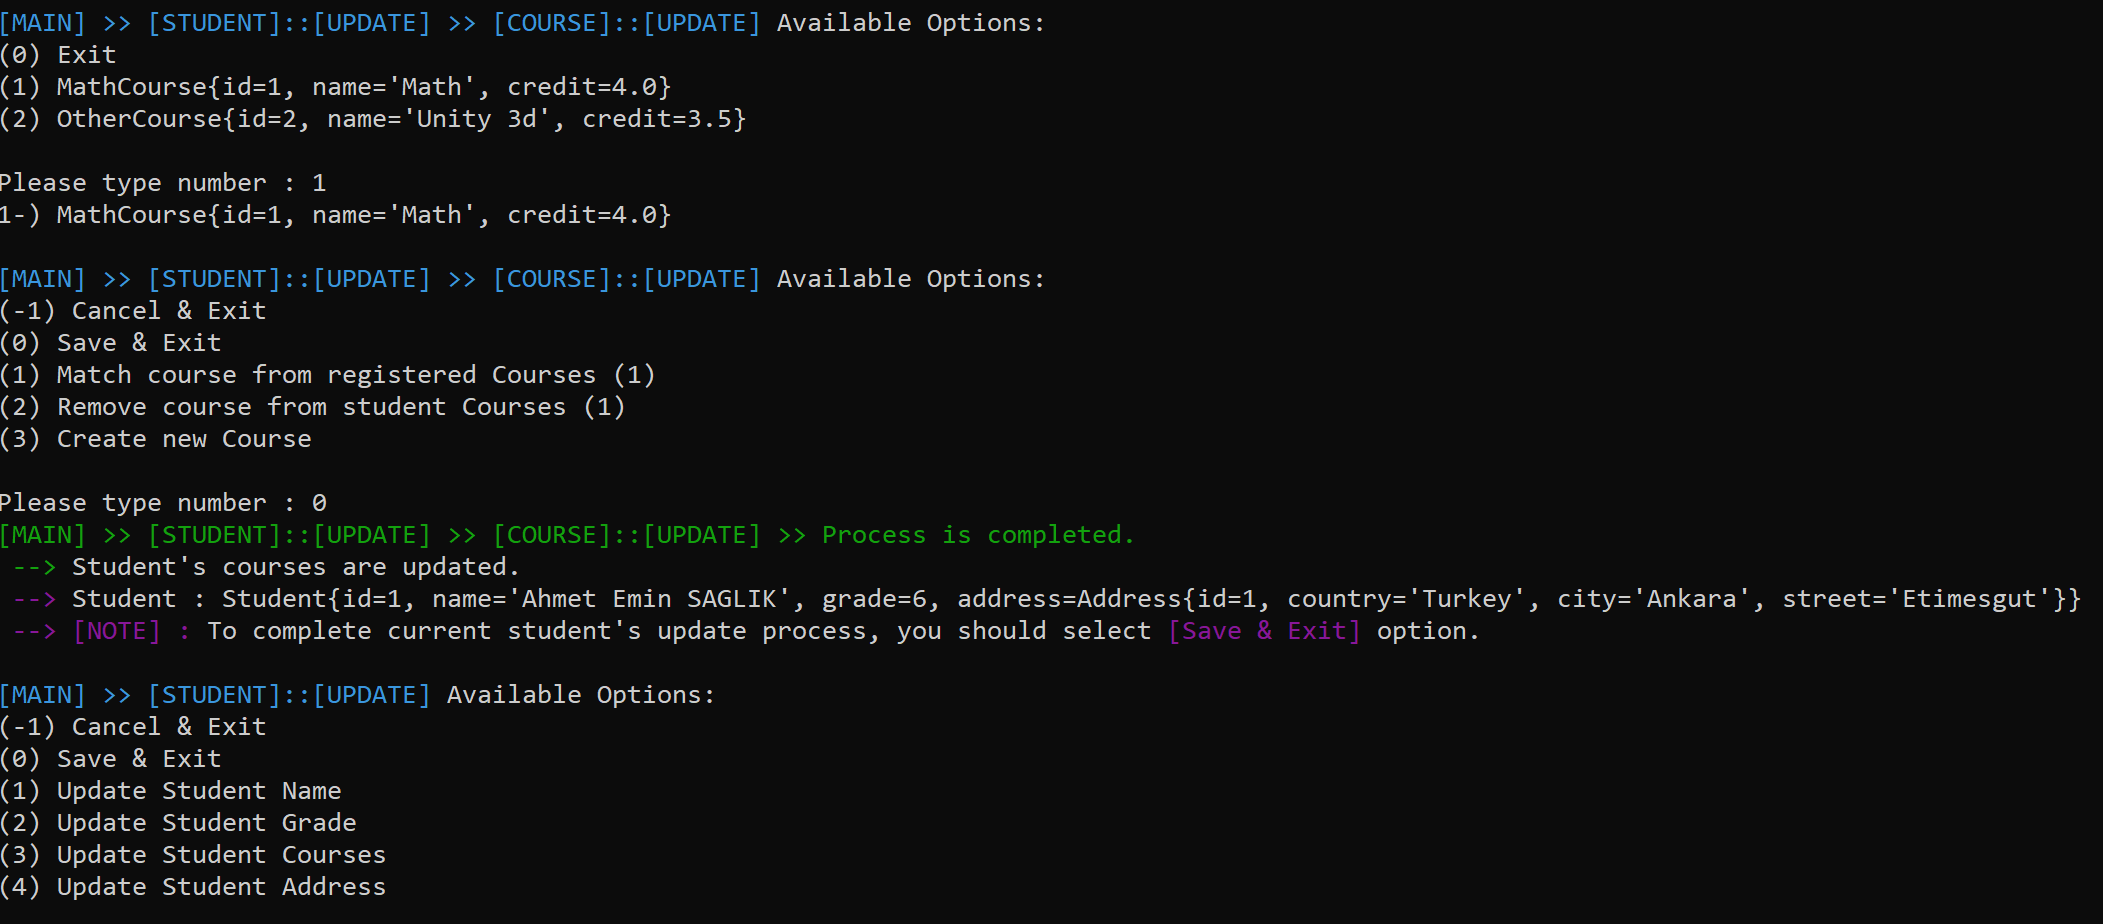 [MAIN] >> [STUDENT]::[UPDATE] >> [COURSE]::[UPDATE] Available Options:
(0) Exit
(1) MathCourse{id=1, name='Math', credit=4.0}
(2) OtherCourse{id=2, name='Unity 3d', credit=3.5}

Please type number : 1
1-) MathCourse{id=1, name='Math', credit=4.0}

[MAIN] >> [STUDENT]::[UPDATE] >> [COURSE]::[UPDATE] Available Options:
(-1) Cancel & Exit
(0) Save & Exit
(1) Match course from registered Courses (1)
(2) Remove course from student Courses (1)
(3) Create new Course

Please type number : 0
[MAIN] >> [STUDENT]::[UPDATE] >> [COURSE]::[UPDATE] >> Process is completed.
 --> Student's courses are updated.
 --> Student : Student{id=1, name='Ahmet Emin SAGLIK', grade=6, address=Address{id=1, country='Turkey', city='Ankara', street='Etimesgut'}}
 --> [NOTE] : To complete current student's update process, you should select [Save & Exit] option.

[MAIN] >> [STUDENT]::[UPDATE] Available Options:
(-1) Cancel & Exit
(0) Save & Exit
(1) Update Student Name
(2) Update Student Grade
(3) Update Student Courses
(4) Update Student Address